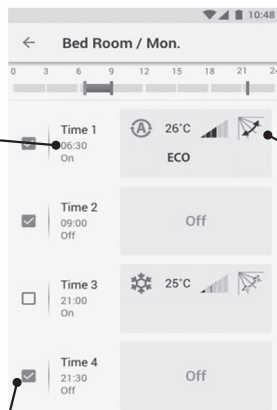 10:48
Bed Room / Mon.
0 3 6 9 12 15 18 21 24
Time 1
06:30
On
A 26°C
ECO
Time 2
09:00
Off
Off
Time 3
21:00
On
25°C
Time 4
21:30
Off
Off